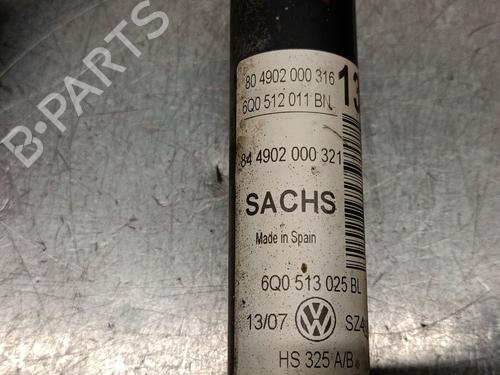 80 4902 000 316
6Q0 512 011 BN
13
84 4902 000 321
SACHS
Made in Spain
6Q0 513 025 BL
13/07
HS 325 A/B
B-PARTS